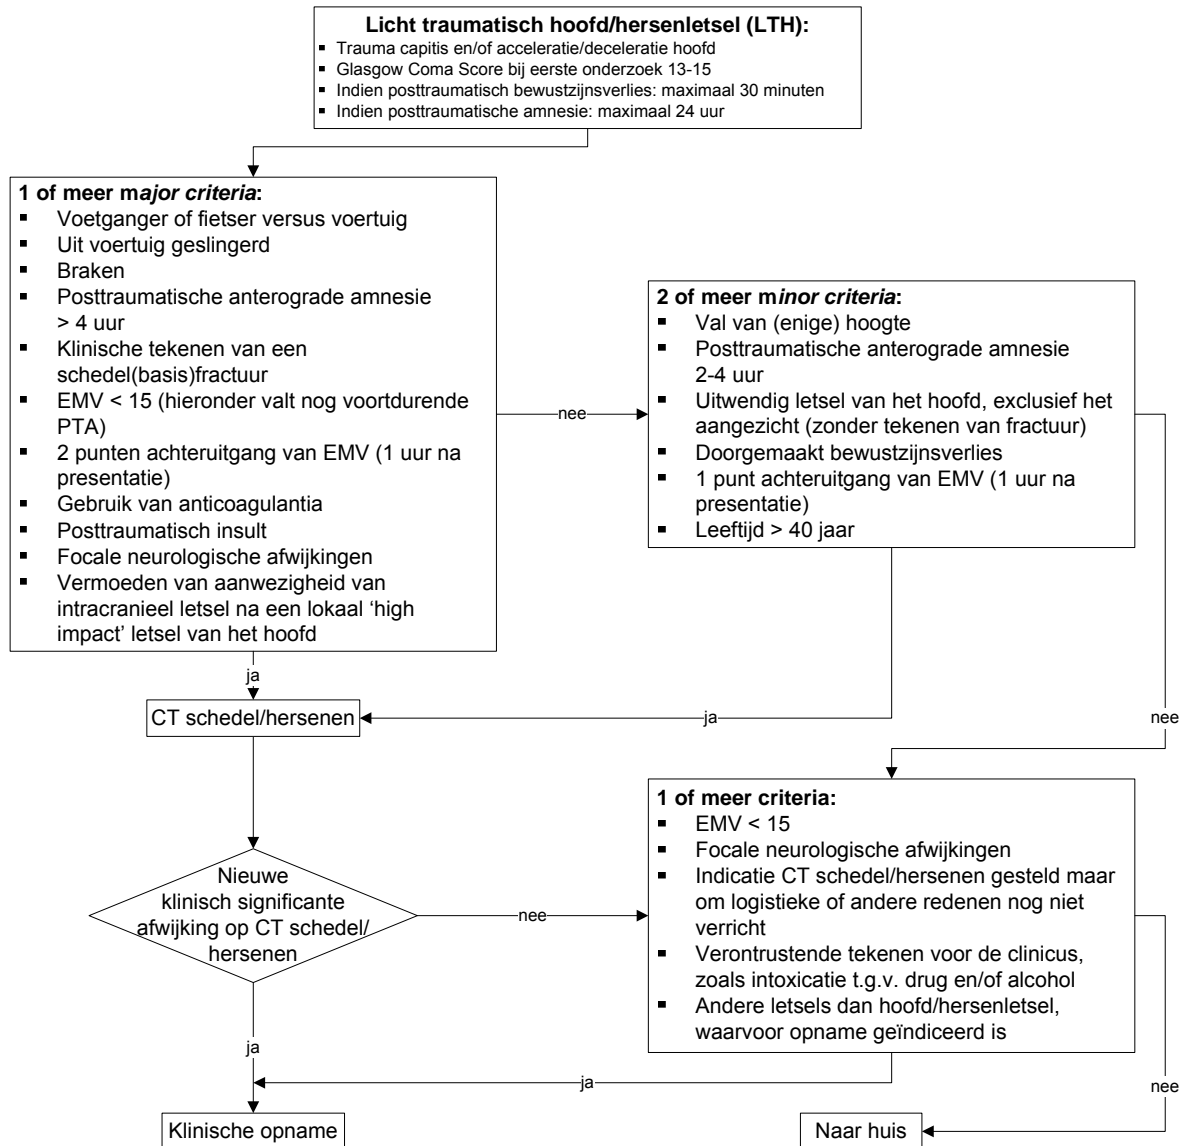 Licht traumatisch hoofd/hersenletsel (LTH):
▪ Trauma capitis en/of acceleratie/deceleratie hoofd
▪ Glasgow Coma Score bij eerste onderzoek 13-15
▪ Indien posttraumatisch bewustzijnsverlies: maximaal 30 minuten
▪ Indien posttraumatische amnesie: maximaal 24 uur
1 of meer major criteria:
▪ Voetganger of fietser versus voertuig
▪ Uit voertuig geslingerd
▪ Braken
▪ Posttraumatische anterograde amnesie
> 4 uur
▪ Klinische tekenen van een
schedel(basis)fractuur
▪ EMV < 15 (hieronder valt nog voortdurende
PTA)
▪ 2 punten achteruitgang van EMV (1 uur na
presentatie)
▪ Gebruik van anticoagulantia
▪ Posttraumatisch insult
▪ Focale neurologische afwijkingen
▪ Vermoeden van aanwezigheid van
intracranieel letsel na een lokaal ‘high
impact’ letsel van het hoofd
nee
2 of meer minor criteria:
▪ Val van (enige) hoogte
▪ Posttraumatische anterograde amnesie
2-4 uur
▪ Uitwendig letsel van het hoofd, exclusief het
aangezicht (zonder tekenen van fractuur)
▪ Doorgemaakt bewustzijnsverlies
▪ 1 punt achteruitgang van EMV (1 uur na
presentatie)
▪ Leeftijd > 40 jaar
ja
CT schedel/hersenen
ja
nee
Nieuwe
klinisch significante
afwijking op CT schedel/
hersenen
nee
1 of meer criteria:
▪ EMV < 15
▪ Focale neurologische afwijkingen
▪ Indicatie CT schedel/hersenen gesteld maar
om logistieke of andere redenen nog niet
verricht
▪ Verontrustende tekenen voor de clinicus,
zoals intoxicatie t.g.v. drug en/of alcohol
▪ Andere letsels dan hoofd/hersenletsel,
waarvoor opname geïndiceerd is
ja
ja
nee
Klinische opname
Naar huis